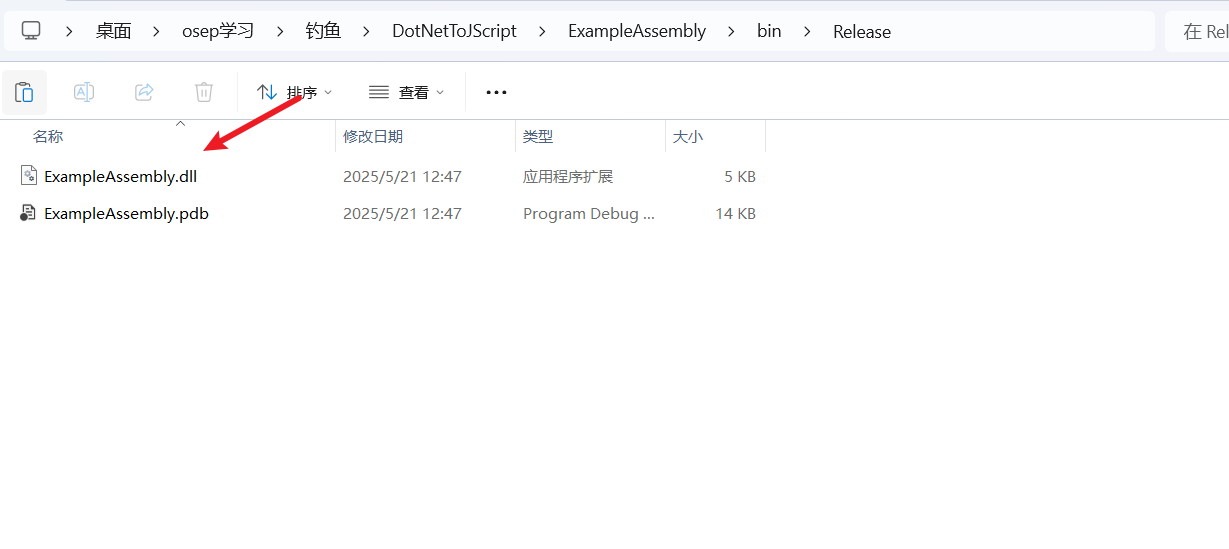 桌面 osep学习 钓鱼 DotNetToJScript ExampleAssembly bin Release 在 Rel
排序 查看
名称 修改日期 类型 大小
ExampleAssembly.dll 2025/5/21 12:47 应用程序扩展 5 KB
ExampleAssembly.pdb 2025/5/21 12:47 Program Debug ... 14 KB